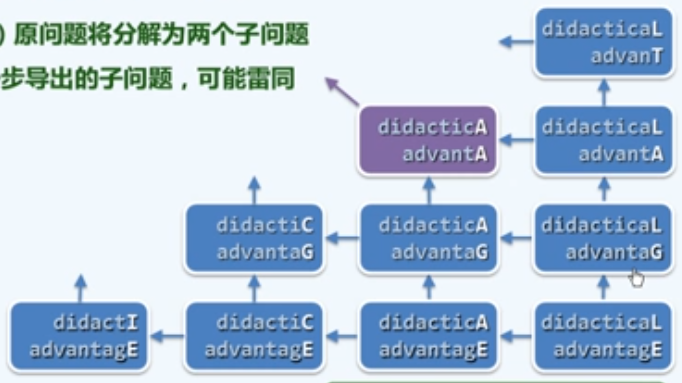 ) 原问题将分解为两个子问题
步导出的子问题，可能雷同
didacticaL
advanT
didacticA
advantA
didacticaL
advantA
didactiC
advantaG
didacticA
advantaG
didacticaL
advantaG
didactI
advantagE
didactiC
advantagE
didacticA
advantagE
didacticaL
advantagE